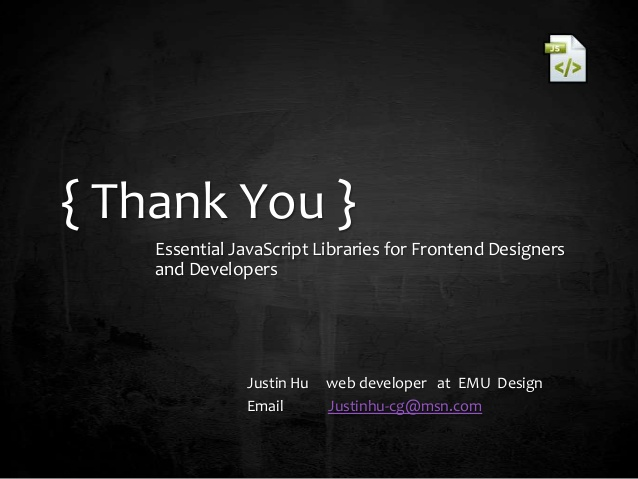 JS
</>
{ Thank You }
Essential JavaScript Libraries for Frontend Designers
and Developers
Justin Hu web developer at EMU Design
Email Justinhu-cg@msn.com